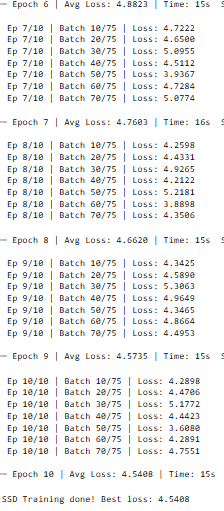 — Epoch 6 | Avg Loss: 4.8823 | Time: 15s S
Ep 7/10 | Batch 10/75 | Loss: 4.7222
Ep 7/10 | Batch 20/75 | Loss: 4.6500
Ep 7/10 | Batch 30/75 | Loss: 5.0955
Ep 7/10 | Batch 40/75 | Loss: 4.5112
Ep 7/10 | Batch 50/75 | Loss: 3.9367
Ep 7/10 | Batch 60/75 | Loss: 4.7284
Ep 7/10 | Batch 70/75 | Loss: 5.0774
— Epoch 7 | Avg Loss: 4.7603 | Time: 16s S
Ep 8/10 | Batch 10/75 | Loss: 4.2598
Ep 8/10 | Batch 20/75 | Loss: 4.4331
Ep 8/10 | Batch 30/75 | Loss: 4.9265
Ep 8/10 | Batch 40/75 | Loss: 4.2122
Ep 8/10 | Batch 50/75 | Loss: 5.2181
Ep 8/10 | Batch 60/75 | Loss: 3.8898
Ep 8/10 | Batch 70/75 | Loss: 4.3506
— Epoch 8 | Avg Loss: 4.6620 | Time: 15s S
Ep 9/10 | Batch 10/75 | Loss: 4.3425
Ep 9/10 | Batch 20/75 | Loss: 4.5890
Ep 9/10 | Batch 30/75 | Loss: 5.3063
Ep 9/10 | Batch 40/75 | Loss: 4.9649
Ep 9/10 | Batch 50/75 | Loss: 4.3465
Ep 9/10 | Batch 60/75 | Loss: 4.8664
Ep 9/10 | Batch 70/75 | Loss: 4.4953
— Epoch 9 | Avg Loss: 4.5735 | Time: 15s S
Ep 10/10 | Batch 10/75 | Loss: 4.2898
Ep 10/10 | Batch 20/75 | Loss: 4.4706
Ep 10/10 | Batch 30/75 | Loss: 5.1772
Ep 10/10 | Batch 40/75 | Loss: 4.4423
Ep 10/10 | Batch 50/75 | Loss: 3.6080
Ep 10/10 | Batch 60/75 | Loss: 4.2891
Ep 10/10 | Batch 70/75 | Loss: 4.7551
— Epoch 10 | Avg Loss: 4.5408 | Time: 15s
SSD Training done! Best loss: 4.5408